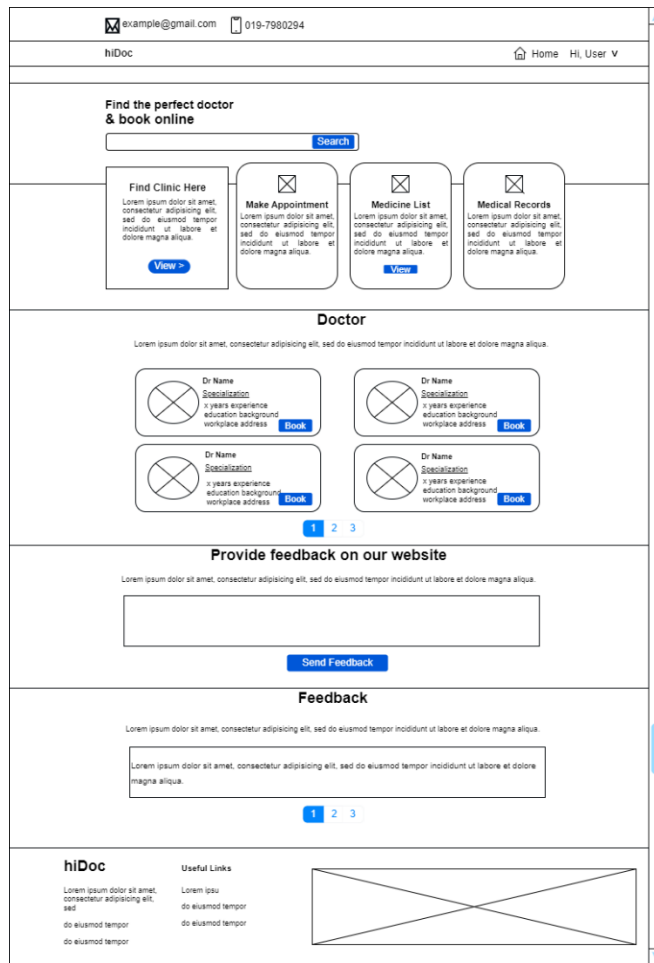 example@gmail.com 019-7980294
hiDoc
Home Hi, User v
Find the perfect doctor
& book online
Search
Find Clinic Here
Lorem ipsum dolor sit amet,
consectetur adipisicing elit,
sed do eiusmod tempor
incididunt ut labore et
dolore magna aliqua.
View >
Make Appointment
Lorem ipsum dolor sit amet,
consectetur adipisicing elit,
sed do eiusmod tempor
incididunt ut labore et
dolore magna aliqua.
Medicine List
Lorem ipsum dolor sit amet,
consectetur adipisicing elit,
sed do eiusmod tempor
incididunt ut labore et
dolore magna aliqua.
View
Medical Records
Lorem ipsum dolor sit amet,
consectetur adipisicing elit,
sed do eiusmod tempor
incididunt ut labore et
dolore magna aliqua.
Doctor
Lorem ipsum dolor sit amet, consectetur adipisicing elit, sed do eiusmod tempor incididunt ut labore et dolore magna aliqua.
Dr Name
Specialization
x years experience
education background
workplace address
Book
Dr Name
Specialization
x years experience
education background
workplace address
Book
Dr Name
Specialization
x years experience
education background
workplace address
Book
Dr Name
Specialization
x years experience
education background
workplace address
Book
1 2 3
Provide feedback on our website
Lorem ipsum dolor sit amet, consectetur adipisicing elit, sed do eiusmod tempor incididunt ut labore et dolore magna aliqua.
Send Feedback
Feedback
Lorem ipsum dolor sit amet, consectetur adipisicing elit, sed do eiusmod tempor incididunt ut labore et dolore magna aliqua.
Lorem ipsum dolor sit amet, consectetur adipisicing elit, sed do eiusmod tempor incididunt ut labore et dolore
magna aliqua.
1 2 3
hiDoc
Lorem ipsum dolor sit amet,
consectetur adipisicing elit,
sed
do eiusmod tempor
do eiusmod tempor
Useful Links
Lorem ipsu
do eiusmod tempor
do eiusmod tempor